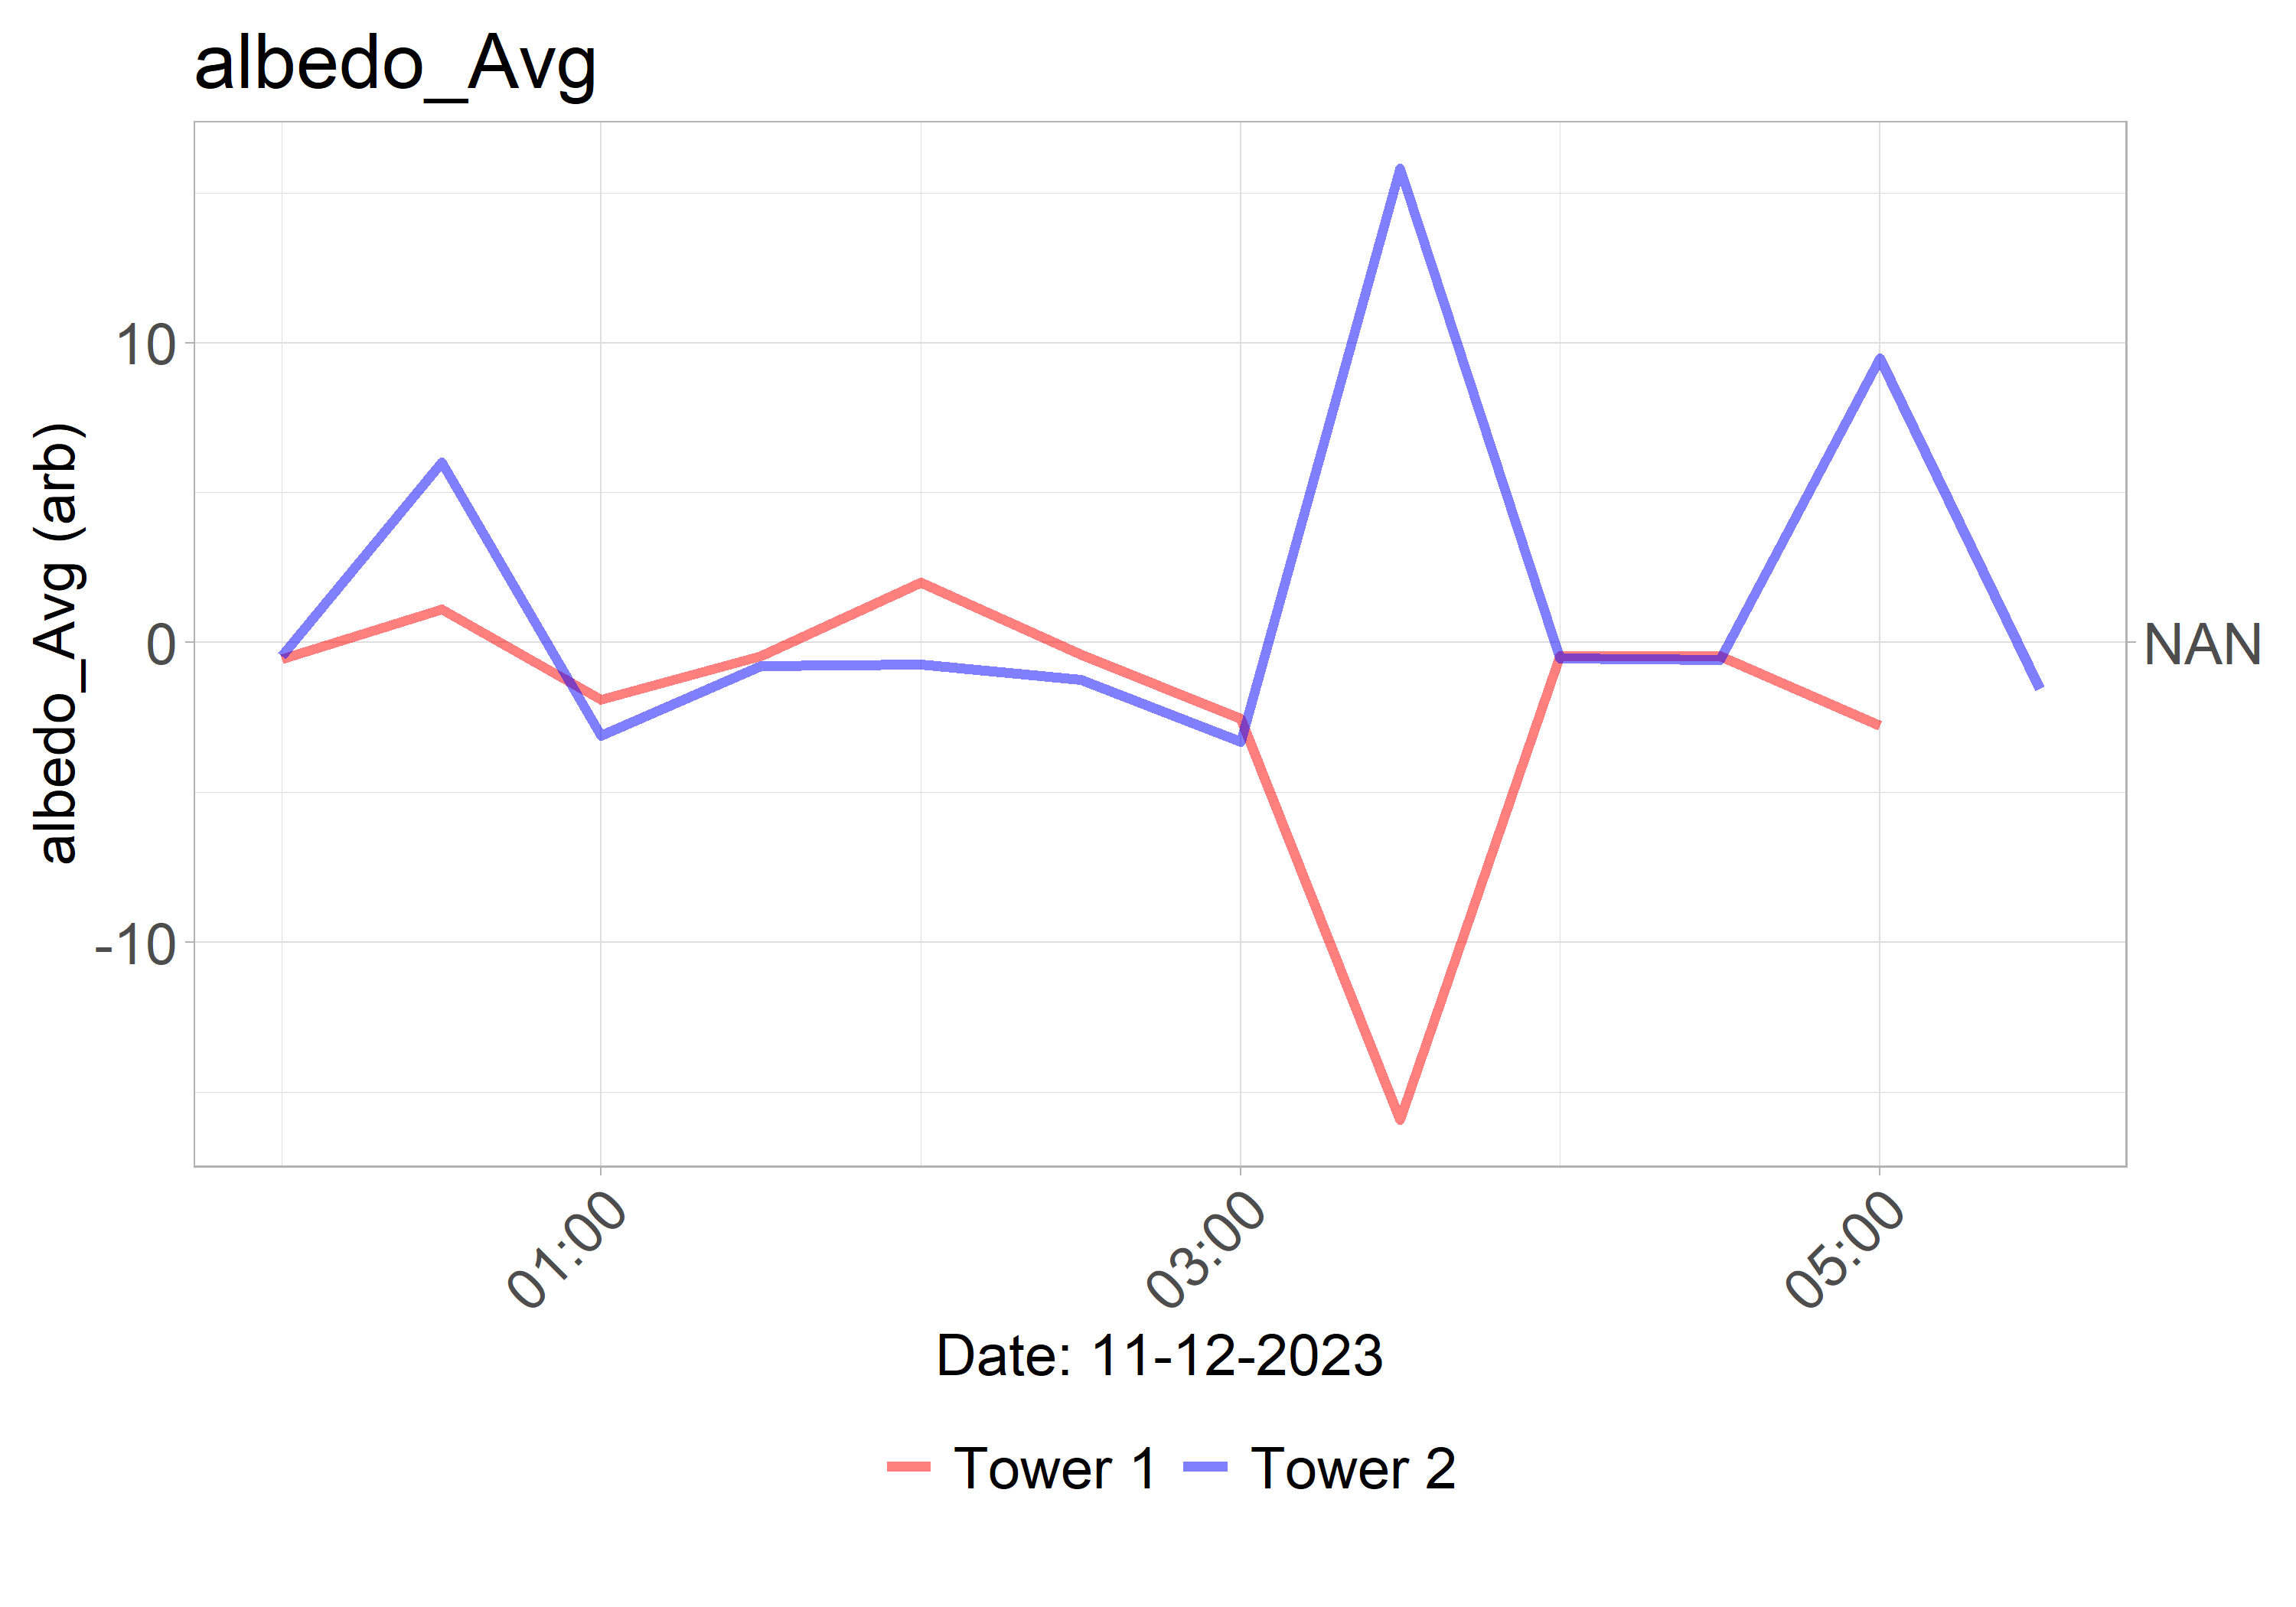 albedo_Avg
albedo_Avg (arb)
10
0
-10
NAN
01:00
03:00
05:00
Date: 11-12-2023
Tower 1
Tower 2